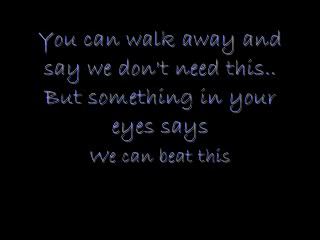 You can walk away and
say we don't need this..
But something in your
eyes says
We can beat this